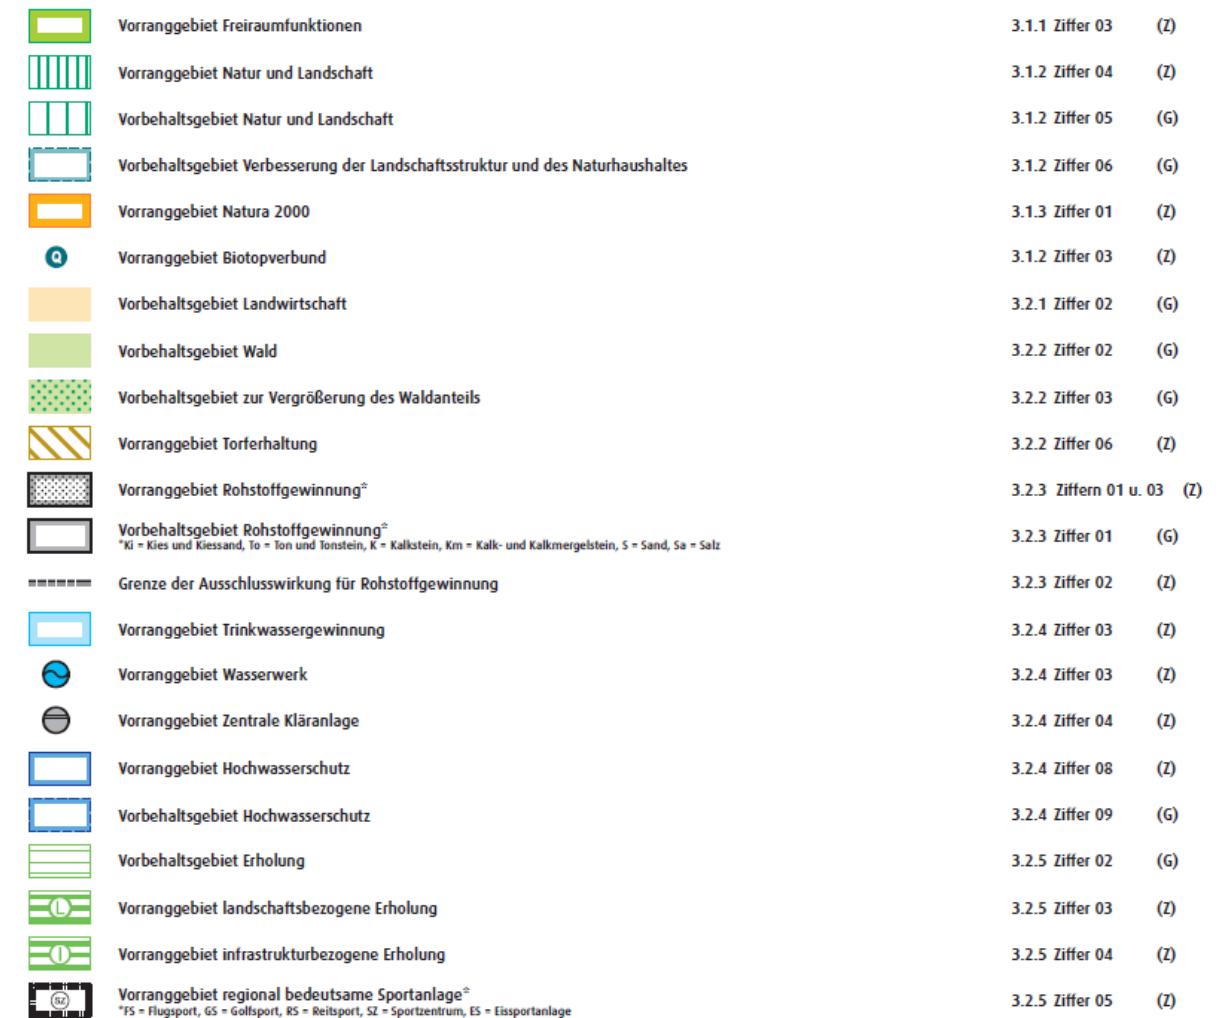 Vorranggebiet Freiraumfunktionen 3.1.1 Ziffer 03 (Z)
Vorranggebiet Natur und Landschaft 3.1.2 Ziffer 04 (Z)
Vorbehaltsgebiet Natur und Landschaft 3.1.2 Ziffer 05 (G)
Vorbehaltsgebiet Verbesserung der Landschaftsstruktur und des Naturhaushaltes 3.1.2 Ziffer 06 (G)
Vorranggebiet Natura 2000 3.1.3 Ziffer 01 (Z)
Q Vorranggebiet Biotopverbund 3.1.2 Ziffer 03 (Z)
Vorbehaltsgebiet Landwirtschaft 3.2.1 Ziffer 02 (G)
Vorbehaltsgebiet Wald 3.2.2 Ziffer 02 (G)
Vorbehaltsgebiet zur Vergrößerung des Waldanteils 3.2.2 Ziffer 03 (G)
Vorranggebiet Torferhaltung 3.2.2 Ziffer 06 (Z)
Vorranggebiet Rohstoffgewinnung* 3.2.3 Ziffern 01 u. 03 (Z)
Vorbehaltsgebiet Rohstoffgewinnung* 3.2.3 Ziffer 01 (G)
*Ki = Kies und Kiessand, To = Ton und Tonstein, K = Kalkstein, Km = Kalk- und Kalkmergelstein, S = Sand, Sa = Salz
Grenze der Ausschlusswirkung für Rohstoffgewinnung 3.2.3 Ziffer 02 (Z)
Vorranggebiet Trinkwassergewinnung 3.2.4 Ziffer 03 (Z)
Vorranggebiet Wasserwerk 3.2.4 Ziffer 03 (Z)
Vorranggebiet Zentrale Kläranlage 3.2.4 Ziffer 04 (Z)
Vorranggebiet Hochwasserschutz 3.2.4 Ziffer 08 (Z)
Vorbehaltsgebiet Hochwasserschutz 3.2.4 Ziffer 09 (G)
Vorbehaltsgebiet Erholung 3.2.5 Ziffer 02 (G)
L Vorranggebiet landschaftsbezogene Erholung 3.2.5 Ziffer 03 (Z)
I Vorranggebiet infrastrukturbezogene Erholung 3.2.5 Ziffer 04 (Z)
SZ Vorranggebiet regional bedeutsame Sportanlage* 3.2.5 Ziffer 05 (Z)
*FS = Flugsport, GS = Golfsport, RS = Reitsport, SZ = Sportzentrum, ES = Eissportanlage